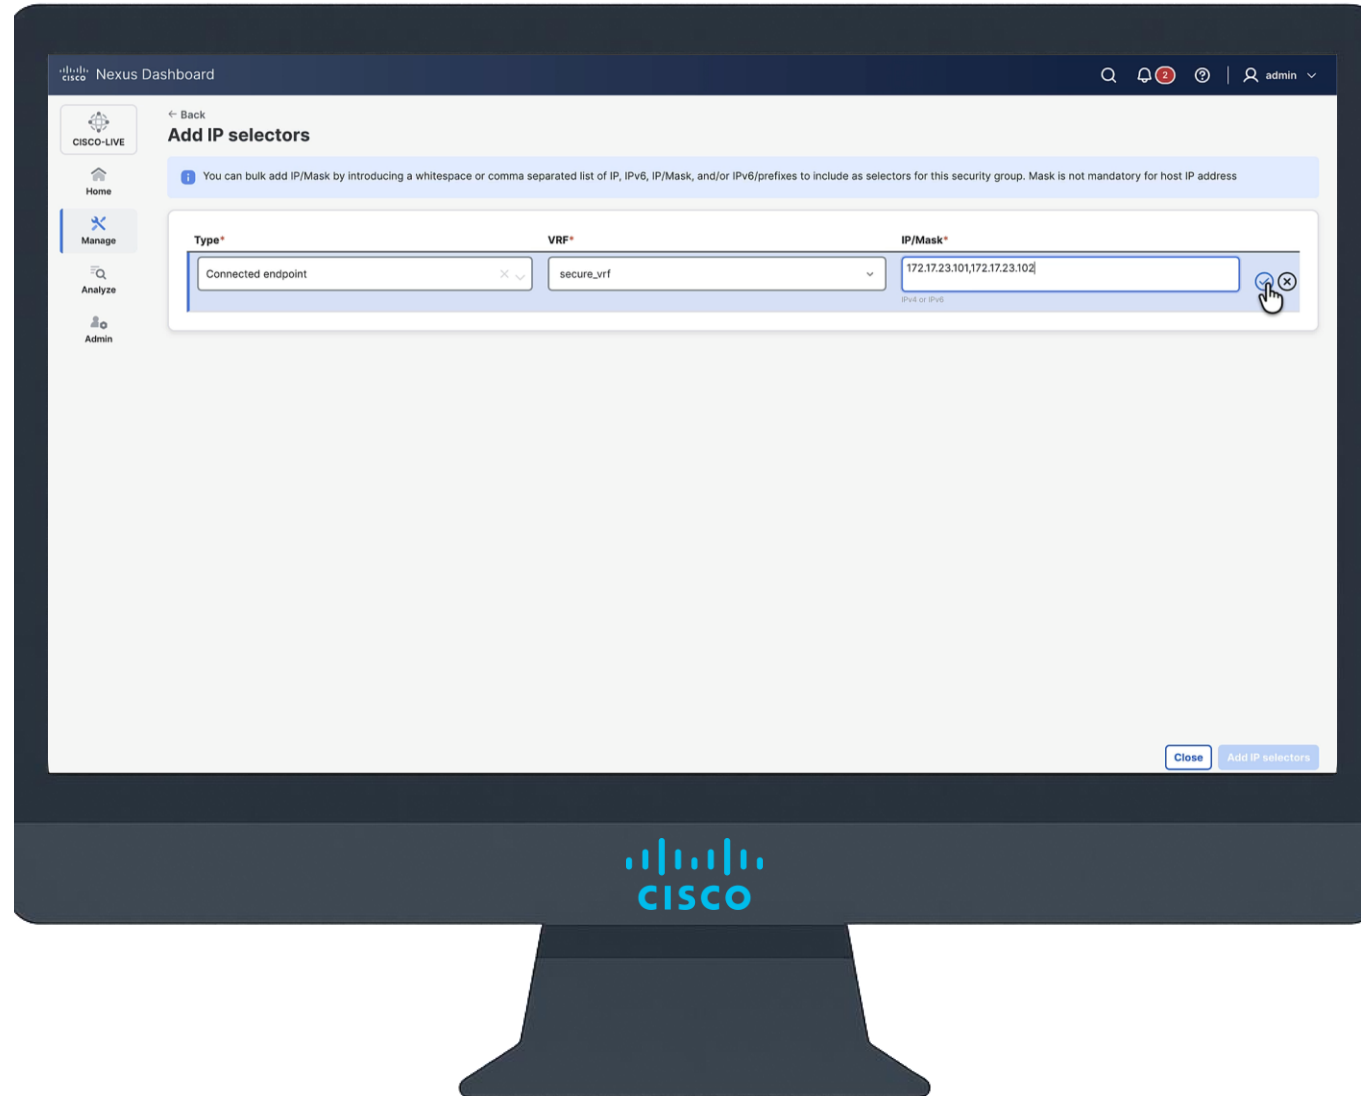 cisco Nexus Dashboard
2
admin
CISCO-LIVE
Home
Manage
Analyze
Admin
← Back
Add IP selectors
You can bulk add IP/Mask by introducing a whitespace or comma separated list of IP, IPv6, IP/Mask, and/or IPv6/prefixes to include as selectors for this security group. Mask is not mandatory for host IP address
Type* VRF* IP/Mask*
Connected endpoint secure_vrf 172.17.23.101,172.17.23.102
IPv4 or IPv6
Close Add IP selectors
CISCO